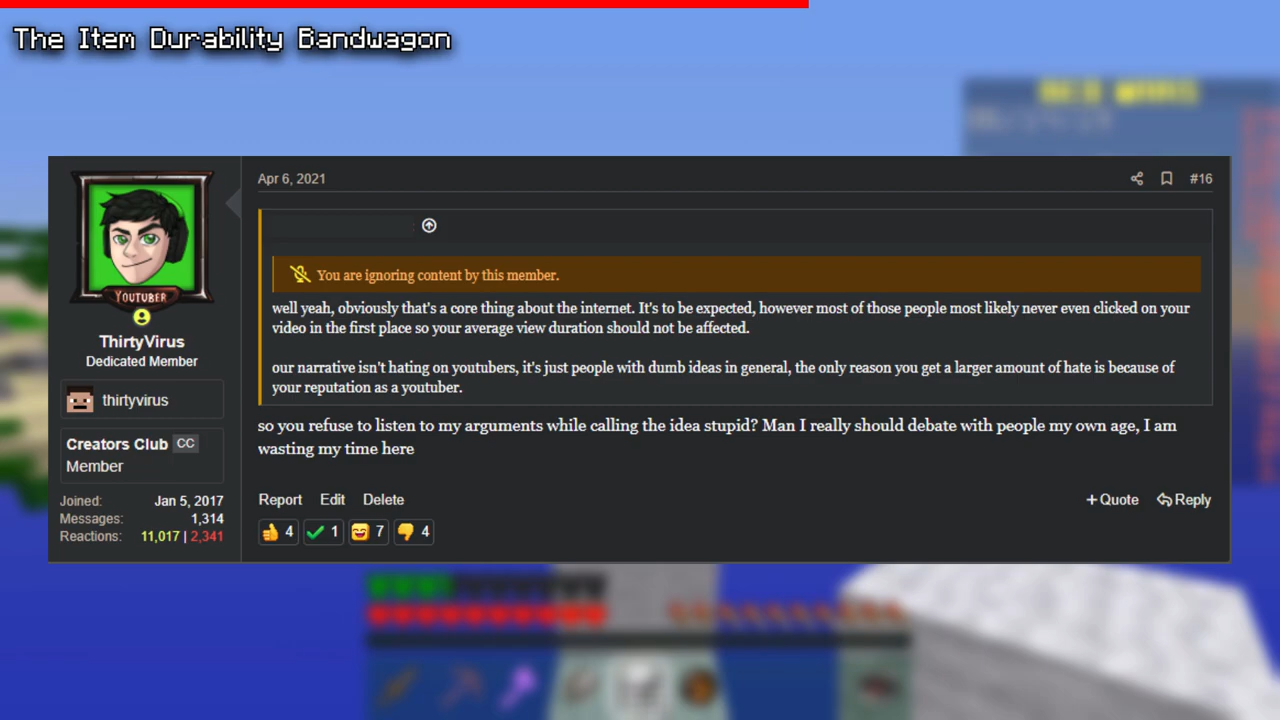 The Item Durability Bandwagon
BED WARS
Apr 6, 2021
#16
You are ignoring content by this member.
well yeah, obviously that's a core thing about the internet. It's to be expected, however most of those people most likely never even clicked on your
video in the first place so your average view duration should not be affected.
our narrative isn't hating on youtubers, it's just people with dumb ideas in general, the only reason you get a larger amount of hate is because of
your reputation as a youtuber.
so you refuse to listen to my arguments while calling the idea stupid? Man I really should debate with people my own age, I am
wasting my time here
Report Edit Delete
+ Quote Reply
4 1 7 4
YOUTUBER
ThirtyVirus
Dedicated Member
thirtyvirus
Creators Club CC
Member
Joined: Jan 5, 2017
Messages: 1,314
Reactions: 11,017 | 2,341